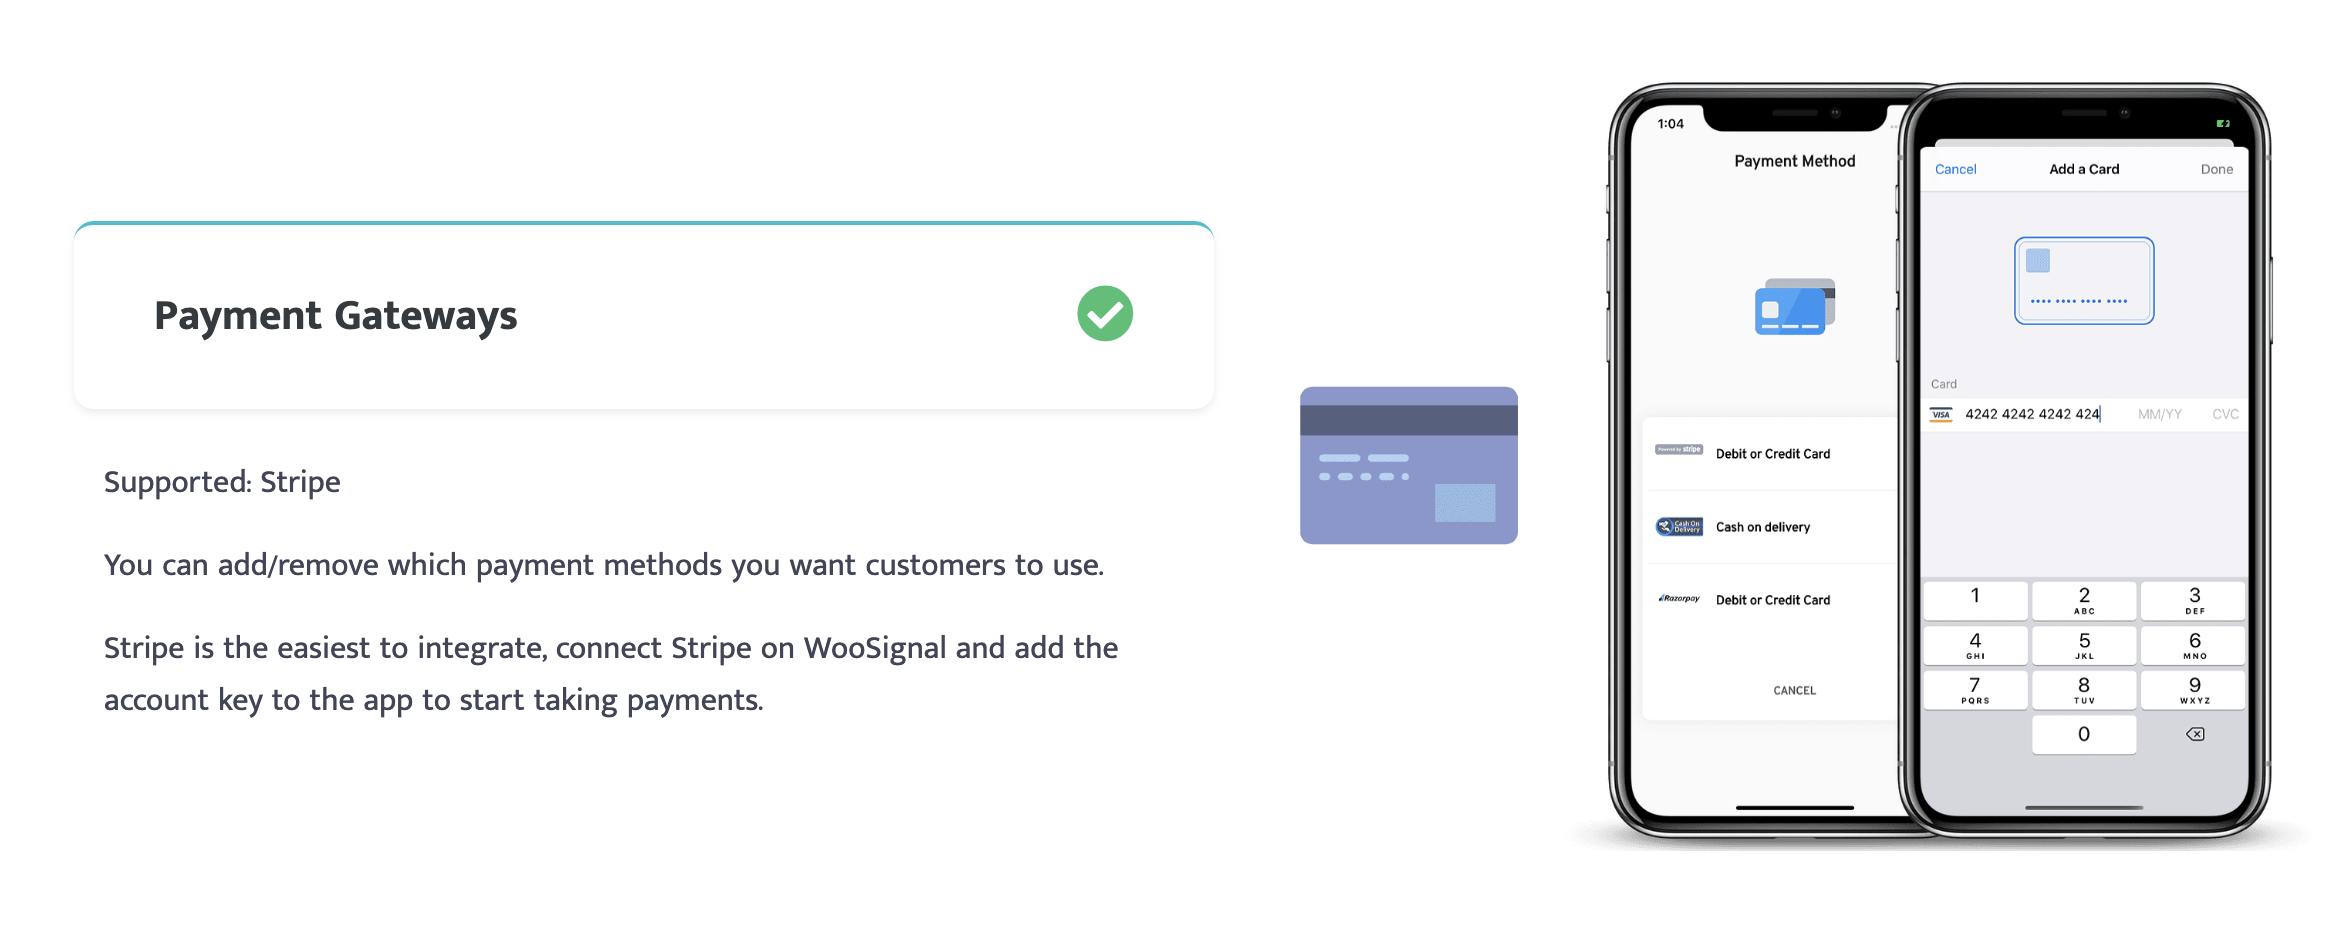 Payment Gateways
Supported: Stripe
You can add/remove which payment methods you want customers to use.
Stripe is the easiest to integrate, connect Stripe on WooSignal and add the
account key to the app to start taking payments.
1:04
Payment Method
Powered by stripe
Debit or Credit Card
Cash On
Delivery
Cash on delivery
Razorpay
Debit or Credit Card
CANCEL
Cancel
Add a Card
Done
Card
VISA
4242 4242 4242 424
MM/YY
CVC
1
2
ABC
3
DEF
4
GHI
5
JKL
6
MNO
7
PQRS
8
TUV
9
WXYZ
0